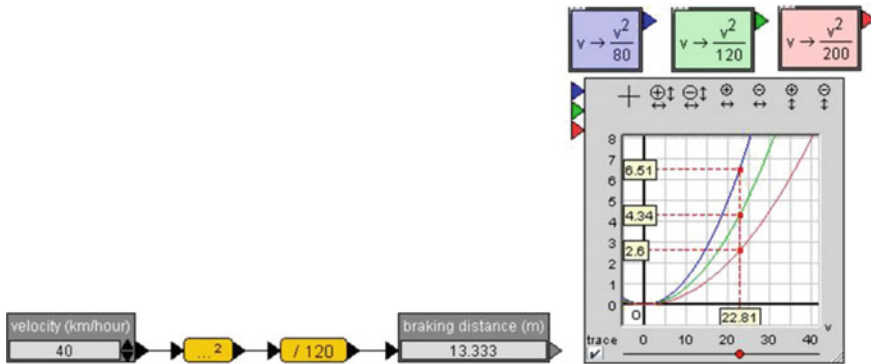 v → v²/80
v → v²/120
v → v²/200
8
7
6
5
4
3
2
1
0
6.51
4.34
2.6
O
22.81
v
trace
0 10 20 30 40
velocity (km/hour)
40
...²
/ 120
braking distance (m)
13.333